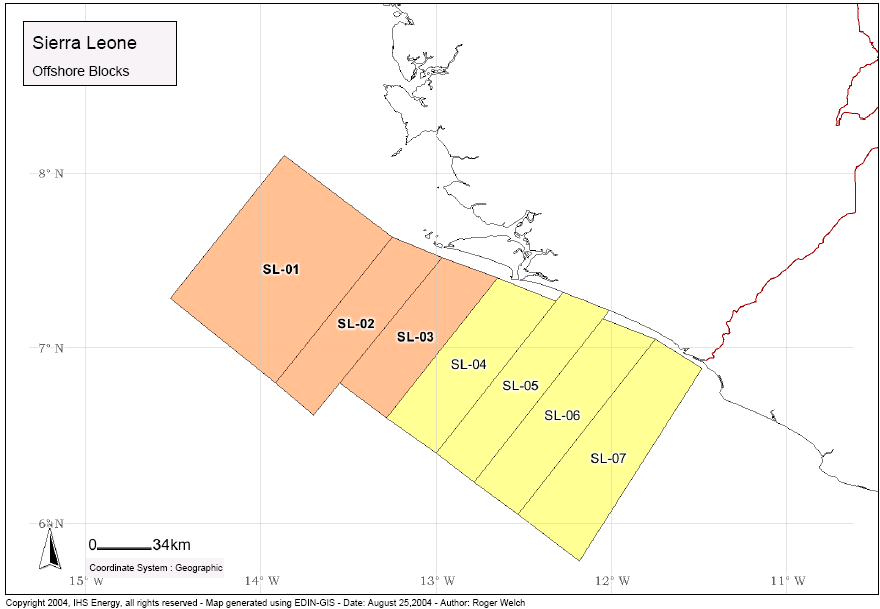 Sierra Leone
Offshore Blocks
8° N
SL-01
SL-02
SL-03
7° N
SL-04
SL-05
SL-06
SL-07
6° N
0 34km
Coordinate System : Geographic
15° W 14° W 13° W 12° W 11° W
Copyright 2004, IHS Energy, all rights reserved - Map generated using EDIN-GIS - Date: August 25,2004 - Author: Roger Welch